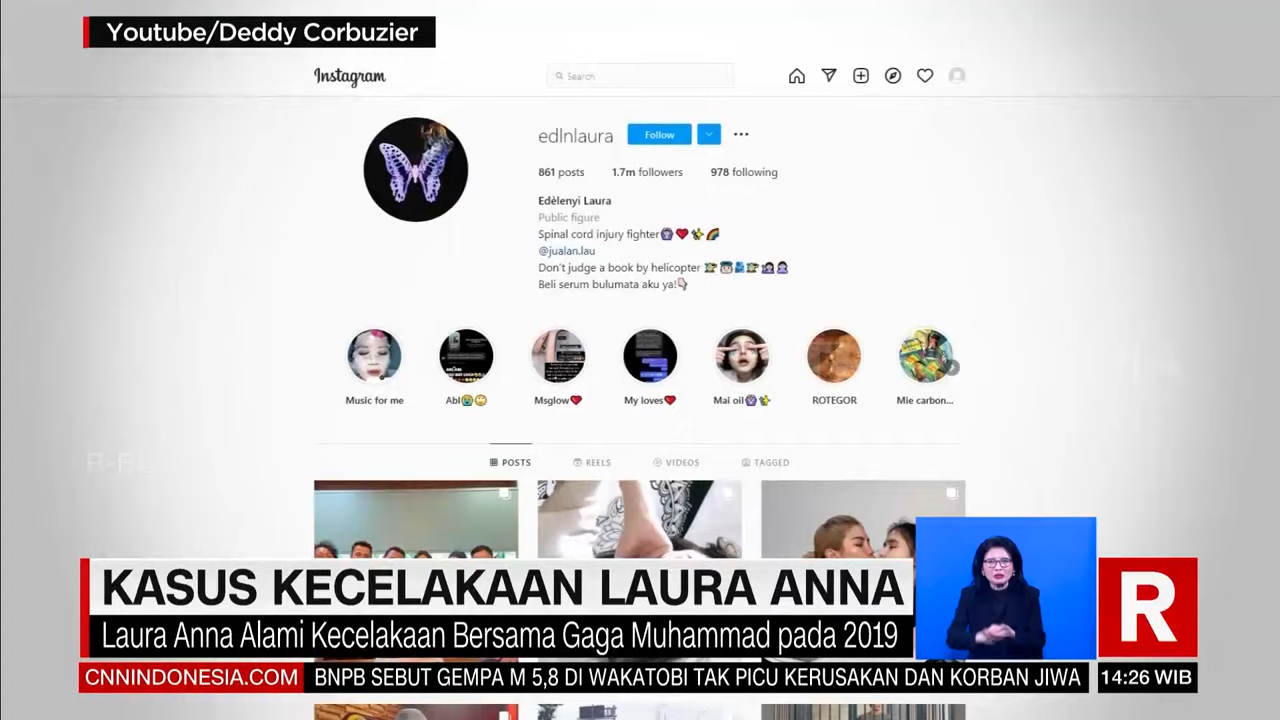 Youtube/Deddy Corbuzier
Instagram
Search
edlnlaura
Follow
861 posts 1.7m followers 978 following
Edèlenyi Laura
Public figure
Spinal cord injury fighter
@jualan.lau
Don't judge a book by helicopter
Beli serum bulumata aku ya!
Music for me
Abl
Msglow
My loves
Mai oil
ROTEGOR
Mie carbon...
POSTS REELS VIDEOS TAGGED
KASUS KECELAKAAN LAURA ANNA
Laura Anna Alami Kecelakaan Bersama Gaga Muhammad pada 2019
R
CNNINDONESIA.COM
BNPB SEBUT GEMPA M 5,8 DI WAKATOBI TAK PICU KERUSAKAN DAN KORBAN JIWA
14:26 WIB